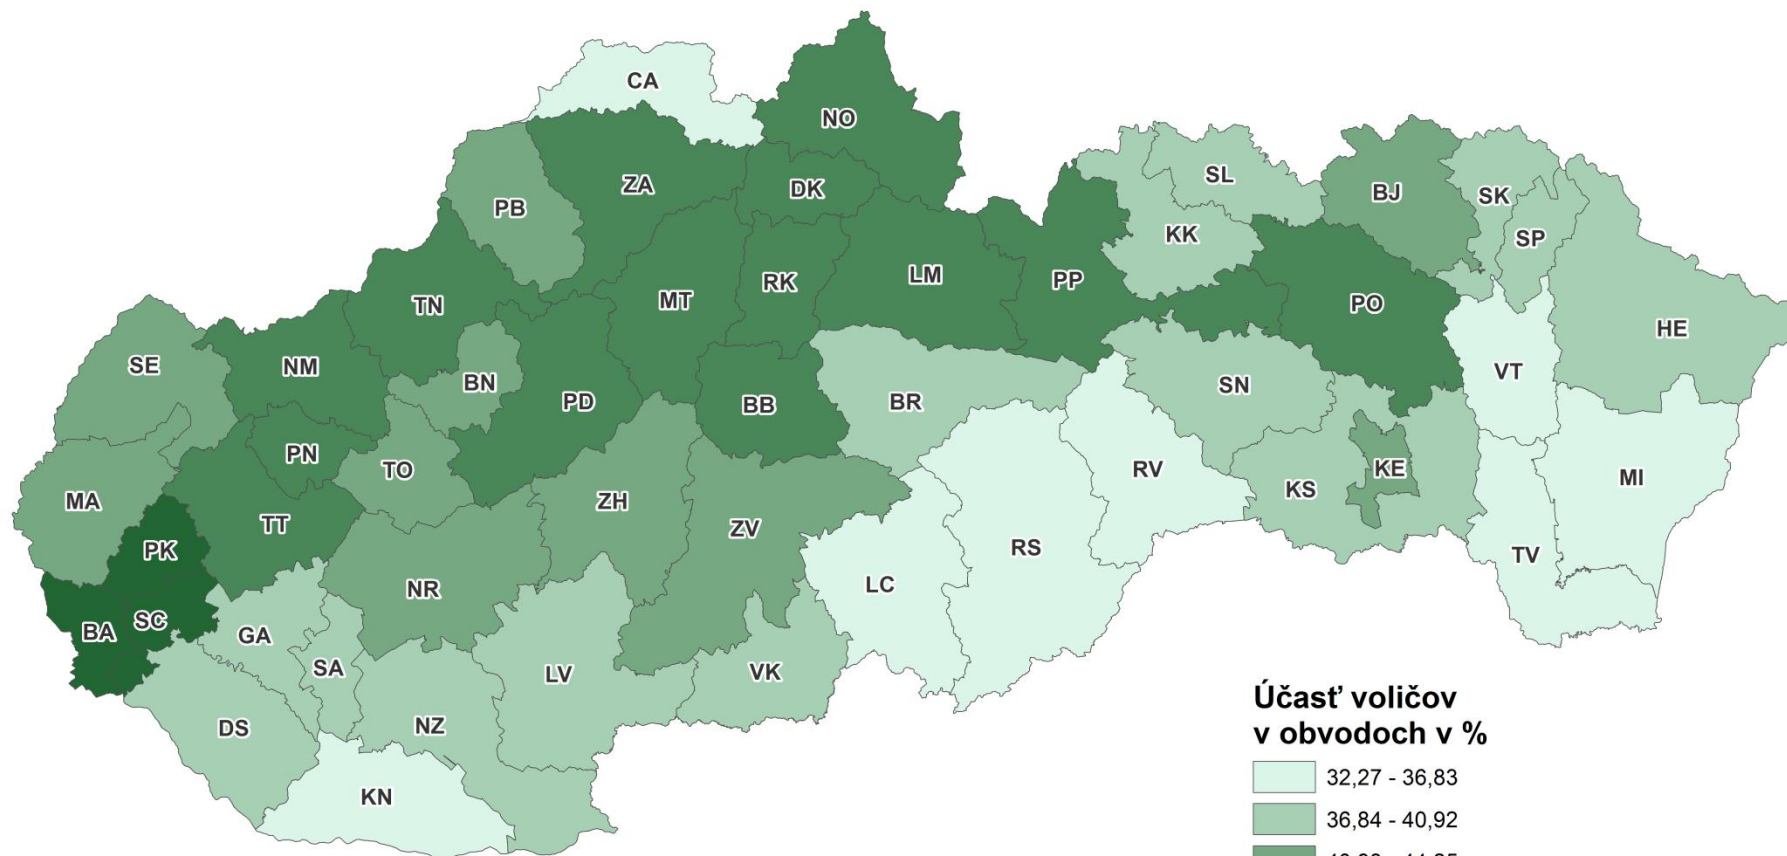 CA
NO
ZA
DK
PB
SL
BJ
SK
SP
KK
TN
MT
RK
LM
PP
PO
HE
SE
NM
BN
PD
BB
BR
SN
VT
PN
TO
MA
TT
ZH
ZV
RV
KS
KE
MI
PK
NR
LC
RS
TV
BA
SC
GA
SA
LV
VK
DS
NZ
KN
Účasť voličov
v obvodoch v %
32,27 - 36,83
36,84 - 40,92